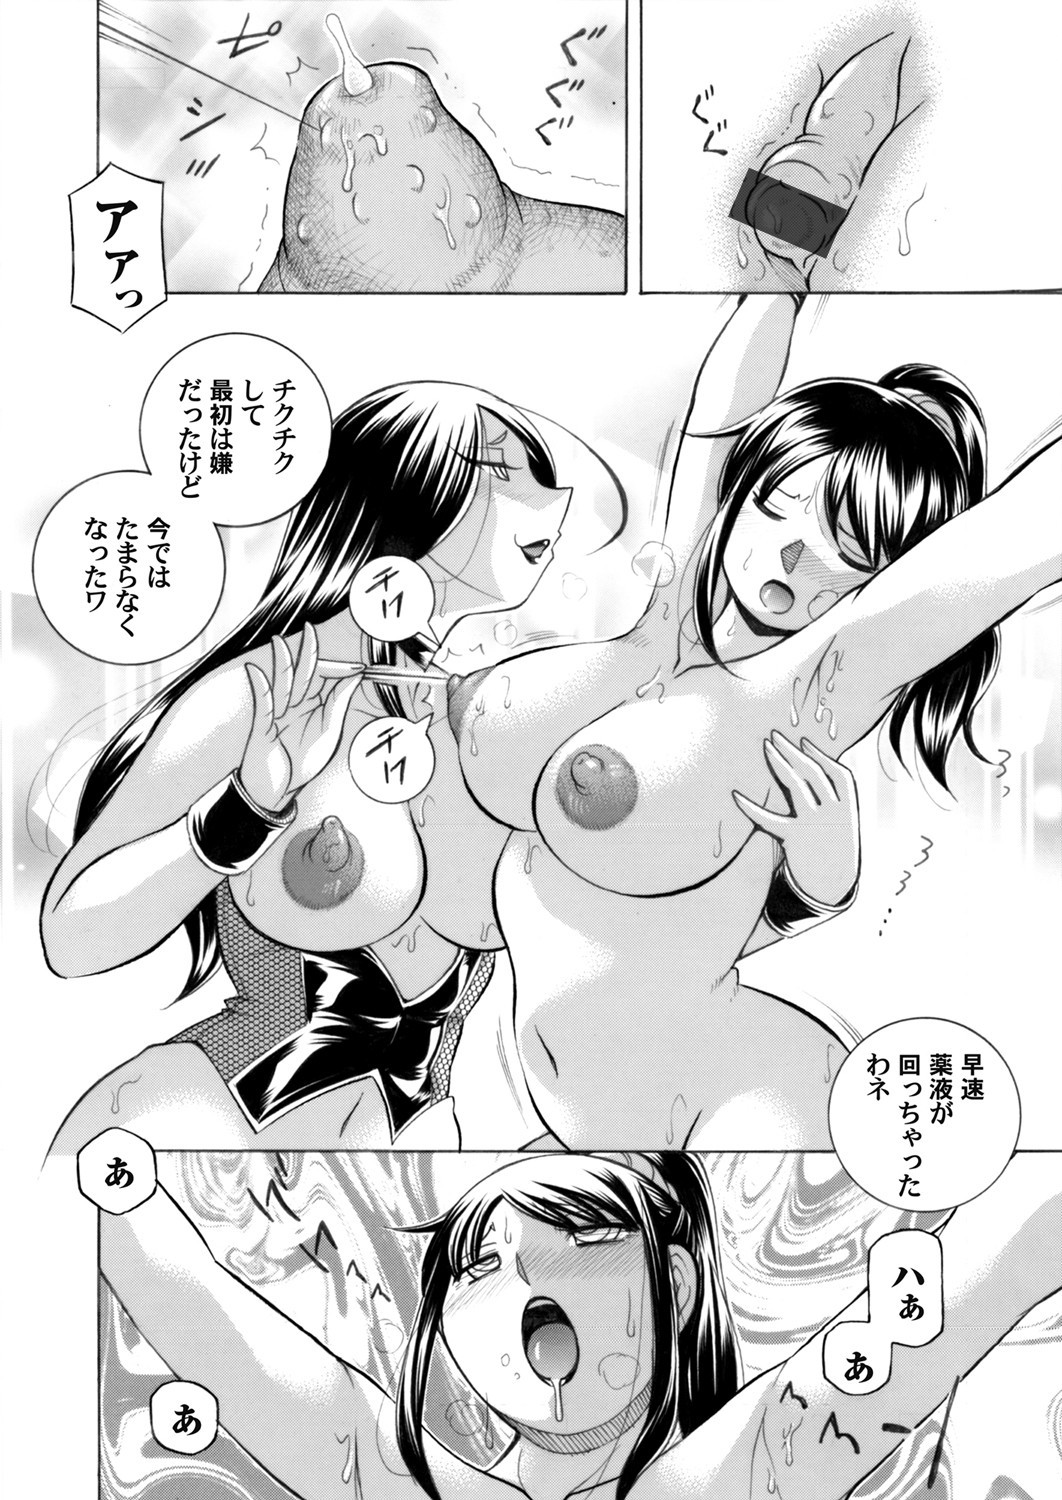 ぐぐ
ぐぐぐ
ピシ
アアっ
チクチク
して
最初は嫌
だったけど
今では
たまらなく
なったワ
チク
チク
早速
薬液が
回っちゃった
わネ
あ
ハぁ
ぁ
あ